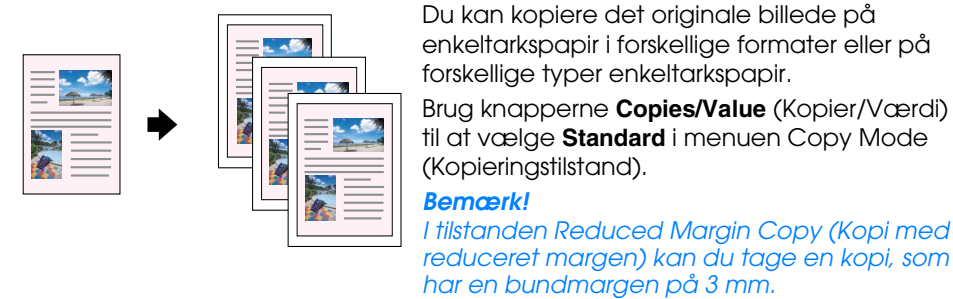 Du kan kopiere det originale billede på
enkeltarkspapir i forskellige formater eller på
forskellige typer enkeltarkspapir.
Brug knapperne Copies/Value (Kopier/Værdi)
til at vælge Standard i menuen Copy Mode
(Kopieringstilstand).
Bemærk!
I tilstanden Reduced Margin Copy (Kopi med
reduceret margen) kan du tage en kopi, som
har en bundmargen på 3 mm.